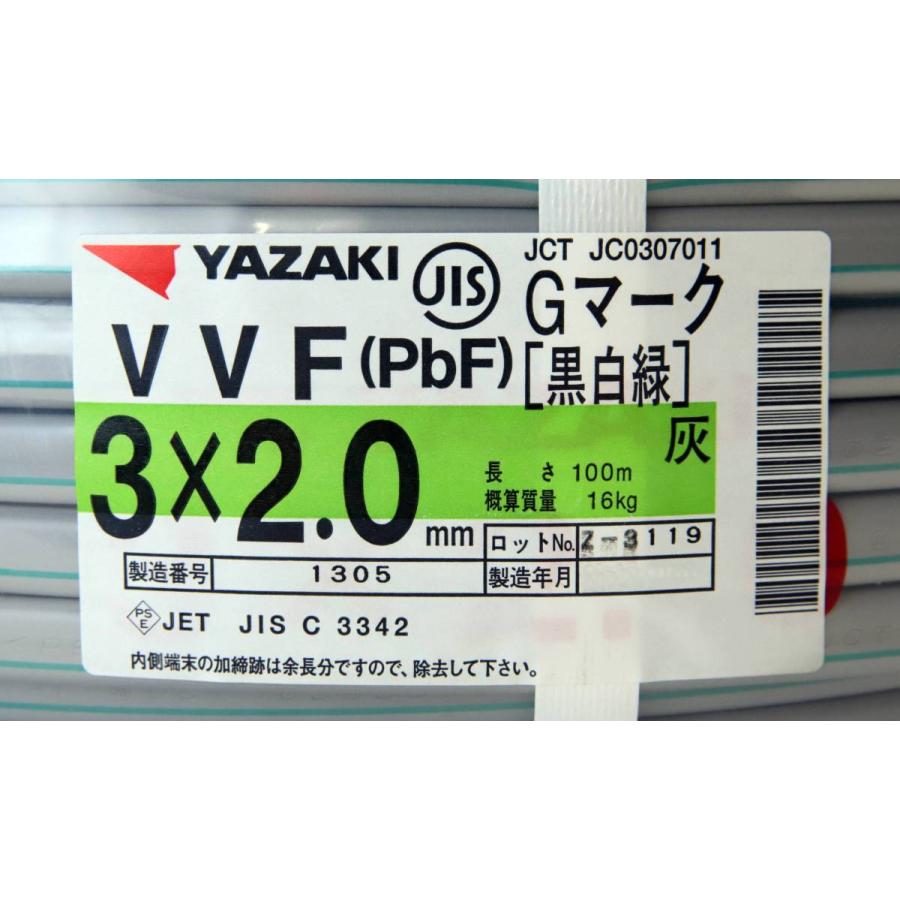 YAZAKI
JIS
JCT JC0307011
Gマーク
VVF(PbF)
[黒白緑]
灰
3×2.0 mm
長さ 100m
概算質量 16kg
ロットNo. Z-3119
製造番号 1305
製造年月
PS
E
JET JIS C 3342
内側端末の加締跡は余長分ですので、除去して下さい。